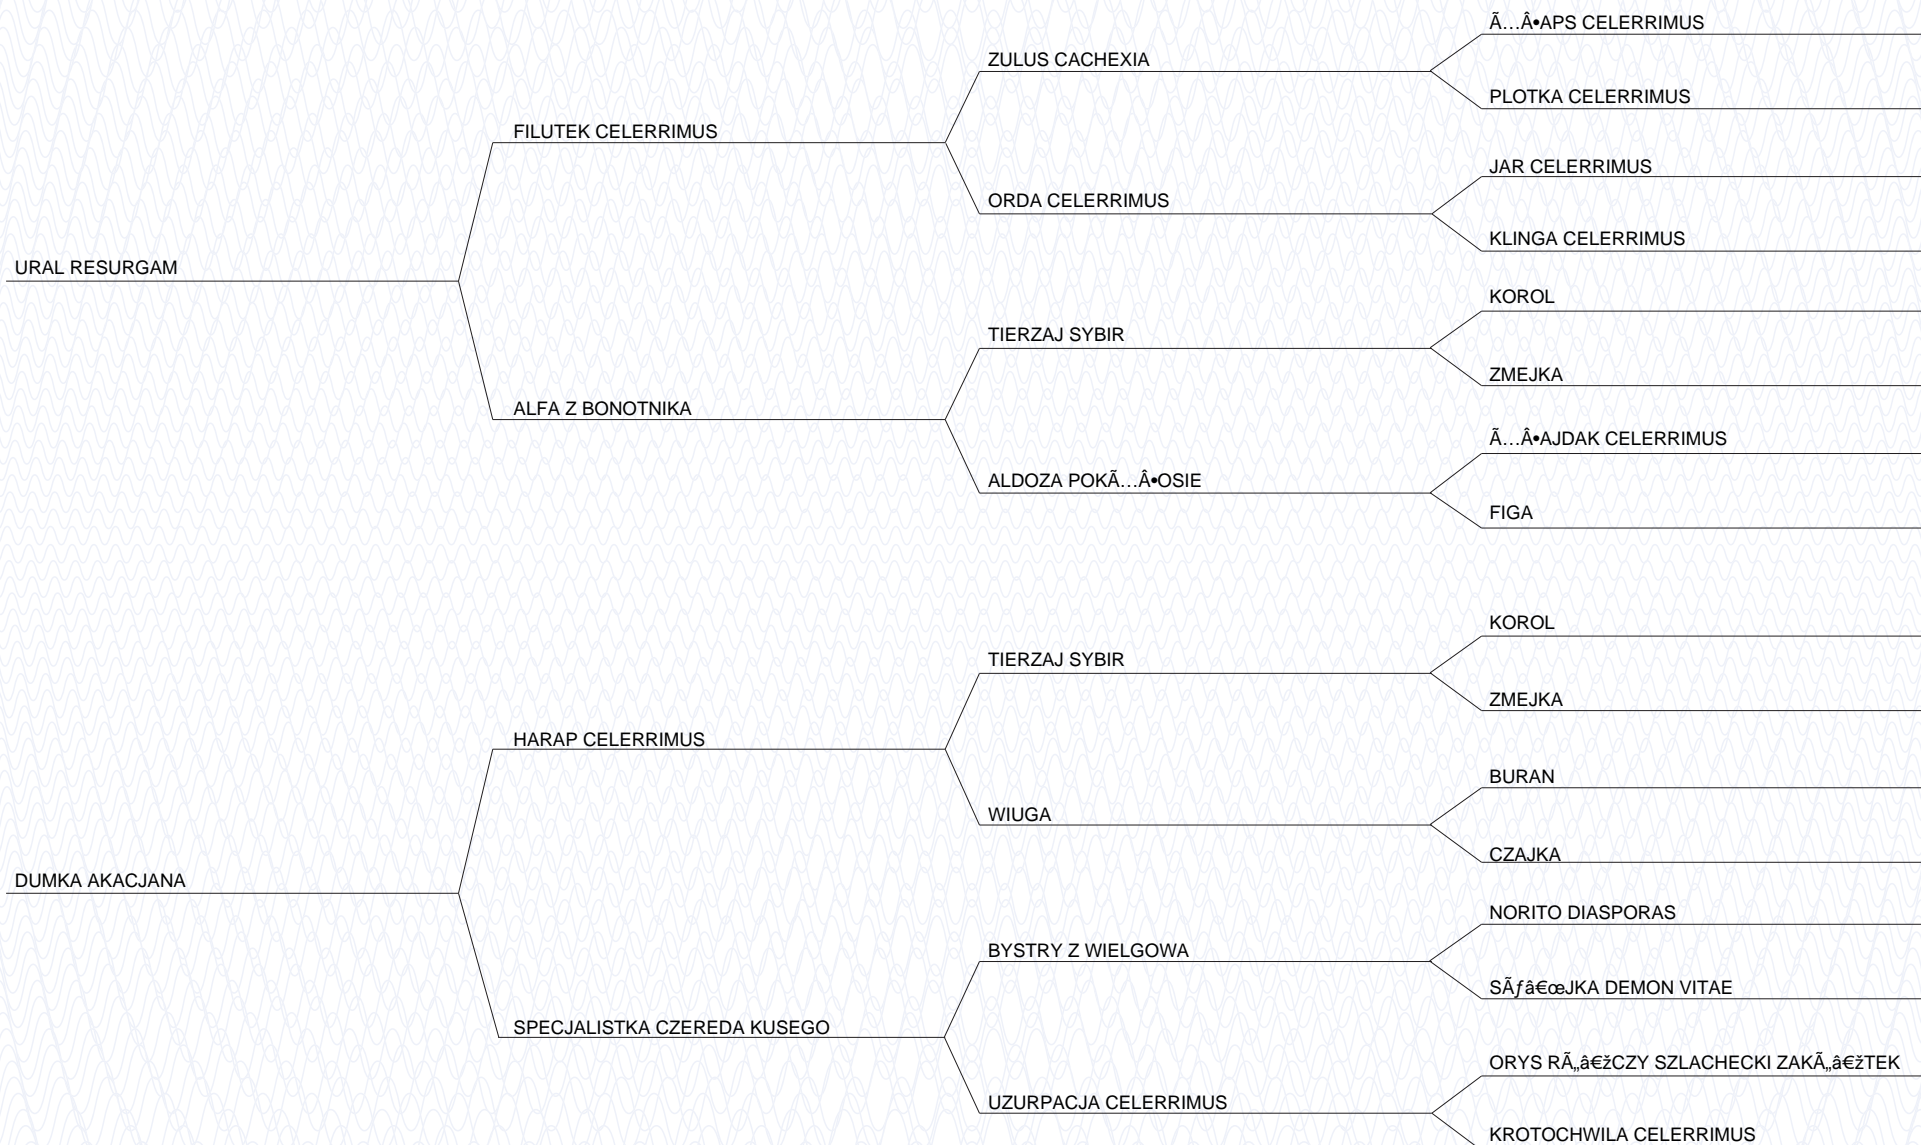 URAL RESURGAM
FILUTEK CELERRIMUS
ZULUS CACHEXIA
Ã…Â•APS CELERRIMUS
PLOTKA CELERRIMUS
ORDA CELERRIMUS
JAR CELERRIMUS
KLINGA CELERRIMUS
ALFA Z BONOTNIKA
TIERZAJ SYBIR
KOROL
ZMEJKA
ALDOZA POKÃ…Â•OSIE
Ã…Â•AJDAK CELERRIMUS
FIGA
DUMKA AKACJANA
HARAP CELERRIMUS
TIERZAJ SYBIR
KOROL
ZMEJKA
WIUGA
BURAN
CZAJKA
SPECJALISTKA CZEREDA KUSEGO
BYSTRY Z WIELGOWA
NORITO DIASPORAS
SÃƒâ€œJKA DEMON VITAE
UZURPACJA CELERRIMUS
ORYS RÃ„â€žCZY SZLACHECKI ZAKÃ„â€žTEK
KROTOCHWILA CELERRIMUS